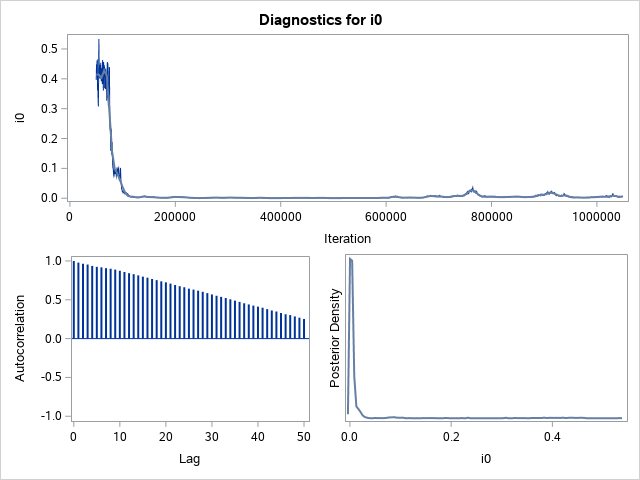 Diagnostics for i0
i0
0.5
0.4
0.3
0.2
0.1
0.0
0 200000 400000 600000 800000 1000000
Iteration
Autocorrelation
1.0
0.5
0.0
-0.5
-1.0
0 10 20 30 40 50
Lag
Posterior Density
0.0 0.2 0.4
i0